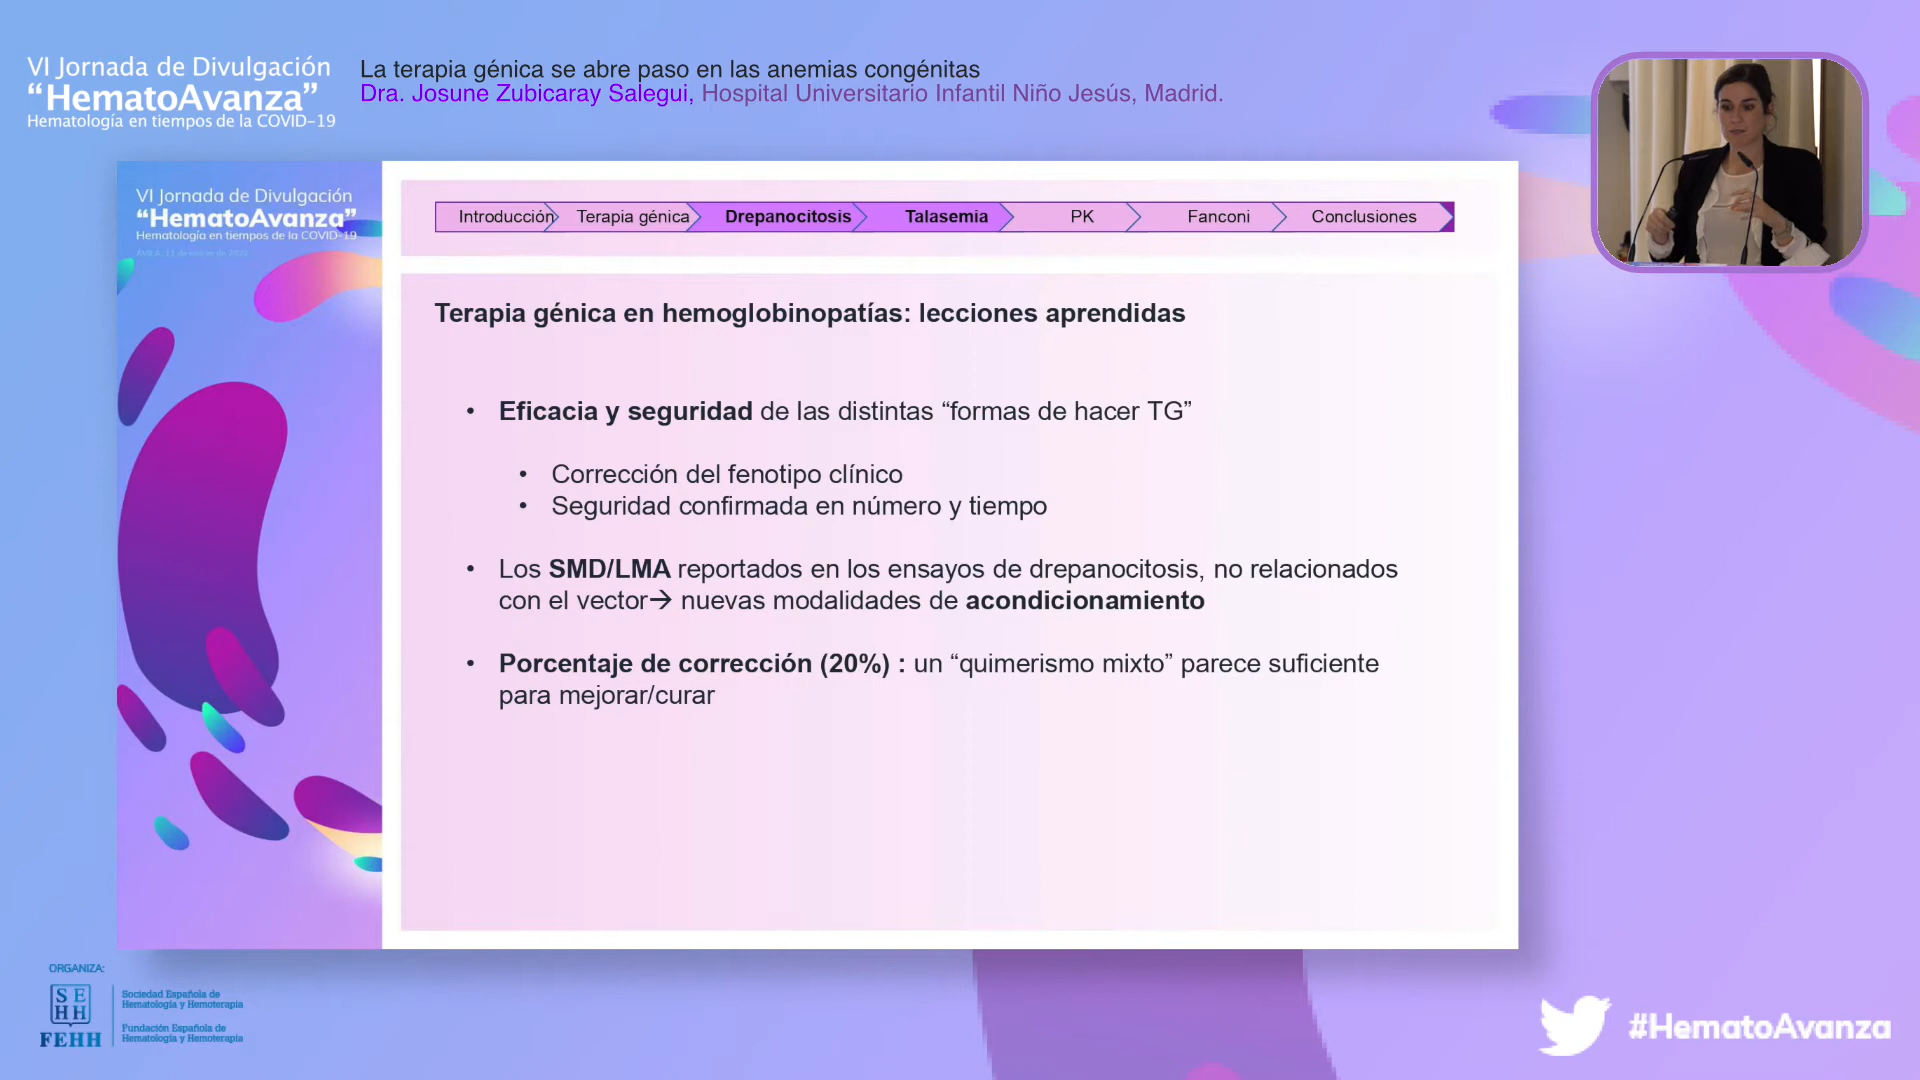 VI Jornada de Divulgación
“HematoAvanza”
Hematología en tiempos de la COVID-19
La terapia génica se abre paso en las anemias congénitas
Dra. Josune Zubicaray Salegui, Hospital Universitario Infantil Niño Jesús, Madrid.
VI Jornada de Divulgación
“HematoAvanza”
Hematología en tiempos de la COVID-19
Introducción Terapia génica Drepanocitosis Talasemia PK Fanconi Conclusiones
Terapia génica en hemoglobinopatías: lecciones aprendidas
• Eficacia y seguridad de las distintas “formas de hacer TG”
• Corrección del fenotipo clínico
• Seguridad confirmada en número y tiempo
• Los SMD/LMA reportados en los ensayos de drepanocitosis, no relacionados
con el vector→ nuevas modalidades de acondicionamiento
• Porcentaje de corrección (20%) : un “quimerismo mixto” parece suficiente
para mejorar/curar
ORGANIZA:
SE
HH
FEHH
Sociedad Española de
Hematología y Hemoterapia
Fundación Española de
Hematología y Hemoterapia
#HematoAvanza